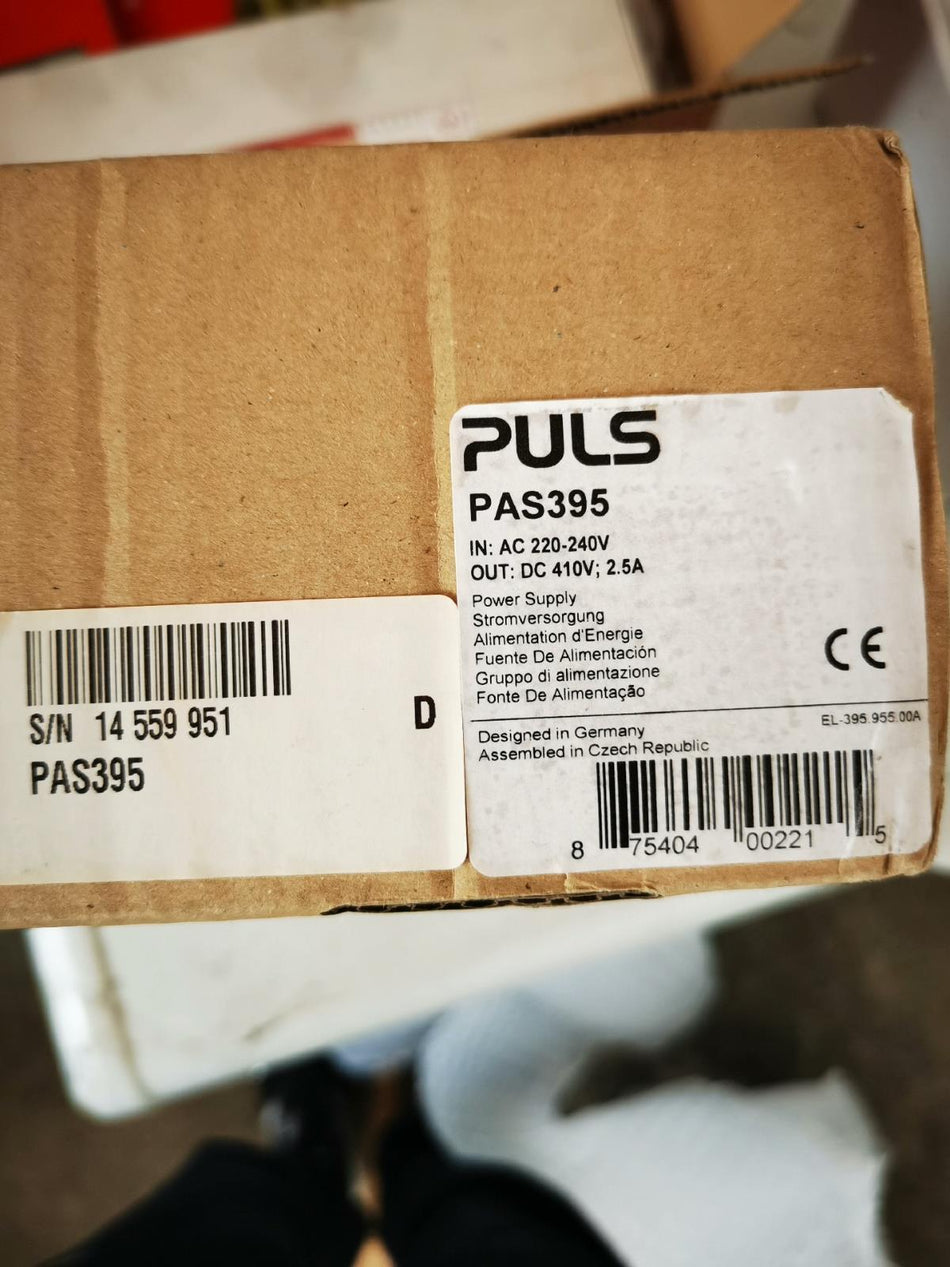 PULS
PAS395
IN: AC 220-240V
OUT: DC 410V; 2.5A
Power Supply
Stromversorgung
Alimentation d'Energie
Fuente De Alimentación
Gruppo di alimentazione
Fonte De Alimentação
CE
EL-395.955.00A
Designed in Germany
Assembled in Czech Republic
8 75404 00221 5
S/N 14 559 951
D
PAS395